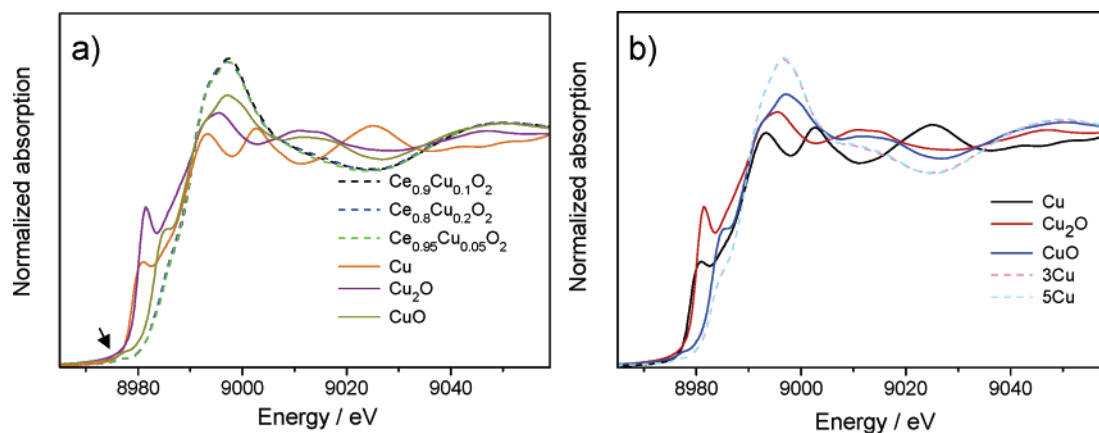 a)
Normalized absorption
Ce0.9Cu0.1O2
Ce0.8Cu0.2O2
Ce0.95Cu0.05O2
Cu
Cu2O
CuO
8980 9000 9020 9040
Energy / eV
b)
Normalized absorption
Cu
Cu2O
CuO
3Cu
5Cu
8980 9000 9020 9040
Energy / eV